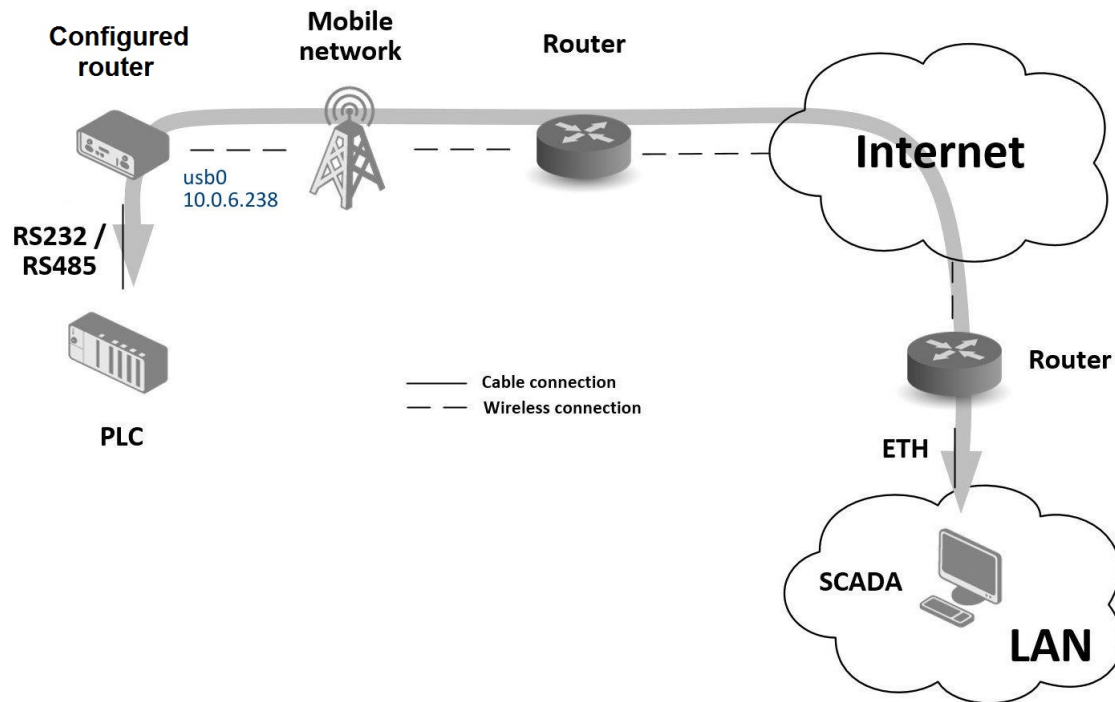 Configured
router
Mobile
network
Router
Internet
usb0
10.0.6.238
RS232 /
RS485
Router
Cable connection
Wireless connection
PLC
ETH
SCADA
LAN